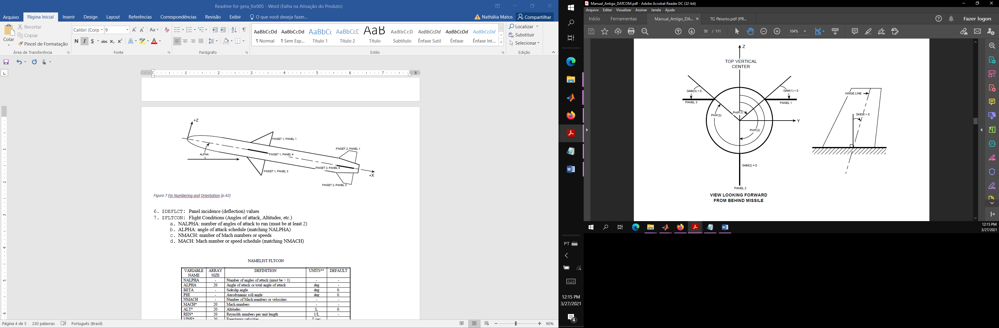 Readme for gera_for005 - Word (Falha na Ativação do Produto)
Arquivo
Página Inicial
Inserir
Design
Layout
Referências
Correspondências
Revisão
Exibir
O que você deseja fazer...
Nathália Matos
Compartilhar
Colar
Recortar
Copiar
Pincel de Formatação
Área de Transferência
Calibri (Corp
9
Aa
N I S abc x₂ x²
A
Fonte
Parágrafo
AaBbCcDd
¶ Normal
AaBbCcDd
¶ Sem Esp...
AaBbC(
Título 1
AaBbCcE
Título 2
AaB
Título
AaBbCcD
Subtítulo
AaBbCcDd
Ênfase Sutil
AaBbCcDd
Ênfase
AaBbCcDd
Ênfase Int...
Estilo
Localizar
Substituir
Selecionar
Edição
1 2 3 4 5 6 7 8
+Z
FINSET 1, PANEL 1
FINSET 2, PANEL 1
ALPHA
FINSET 1, PANEL 4
FINSET 2, PANEL 4
FINSET 1, PANEL 3
+X
FINSET 2, PANEL 3
Figura 7 Fin Numbering and Orientation (p.42)
6. $DEFLCT: Panel incidence (deflection) values
7. $FLTCON: Flight Conditions (Angles of attack, Altitudes, etc.)
a. NALPHA: number of angles of attack to run (must be at least 2)
b. ALPHA: angle of attack schedule (matching NALPHA)
c. NMACH: number of Mach numbers or speeds
d. MACH: Mach number or speed schedule (matching NMACH)
NAMELIST FLTCON
VARIABLE NAME ARRAY SIZE DEFINITION UNITS** DEFAULT
NALPHA - Number of angles of attack (must be > 1) - -
ALPHA 20 Angle of attack or total angle of attack deg -
BETA - Sideslip angle deg 0.
PHI - Aerodynamic roll angle deg 0.
NMACH - Number of Mach numbers or velocities - -
MACH* 20 Mach numbers - -
ALT* 20 Altitudes L 0.
REN* 20 Reynolds numbers per unit length 1/L -
VINF* 20 Freestream velocities L/sec
Página 4 de 5
230 palavras
Português (Brasil)
90%
PT
12:15 PM
3/27/2021
4
Manual_Antigo_DATCOM.pdf - Adobe Acrobat Reader DC (32-bit)
Arquivo Editar Visualizar Assinar Janela Ajuda
Início
Ferramentas
Manual_Antigo_DA...
TG Peixoto.pdf (PR...
Fazer logon
50 / 111
104%
Z
TOP VERTICAL
CENTER
GAM(3) < 0
GAM(1) > 0
PANEL 3
PANEL 1
PHIF(1)
PHIF(3)
Y
PHIF(2)
GAM(2) = 0
PANEL 2
VIEW LOOKING FORWARD
FROM BEHIND MISSILE
HINGE LINE
SKEW > 0
12:15 PM
3/27/2021